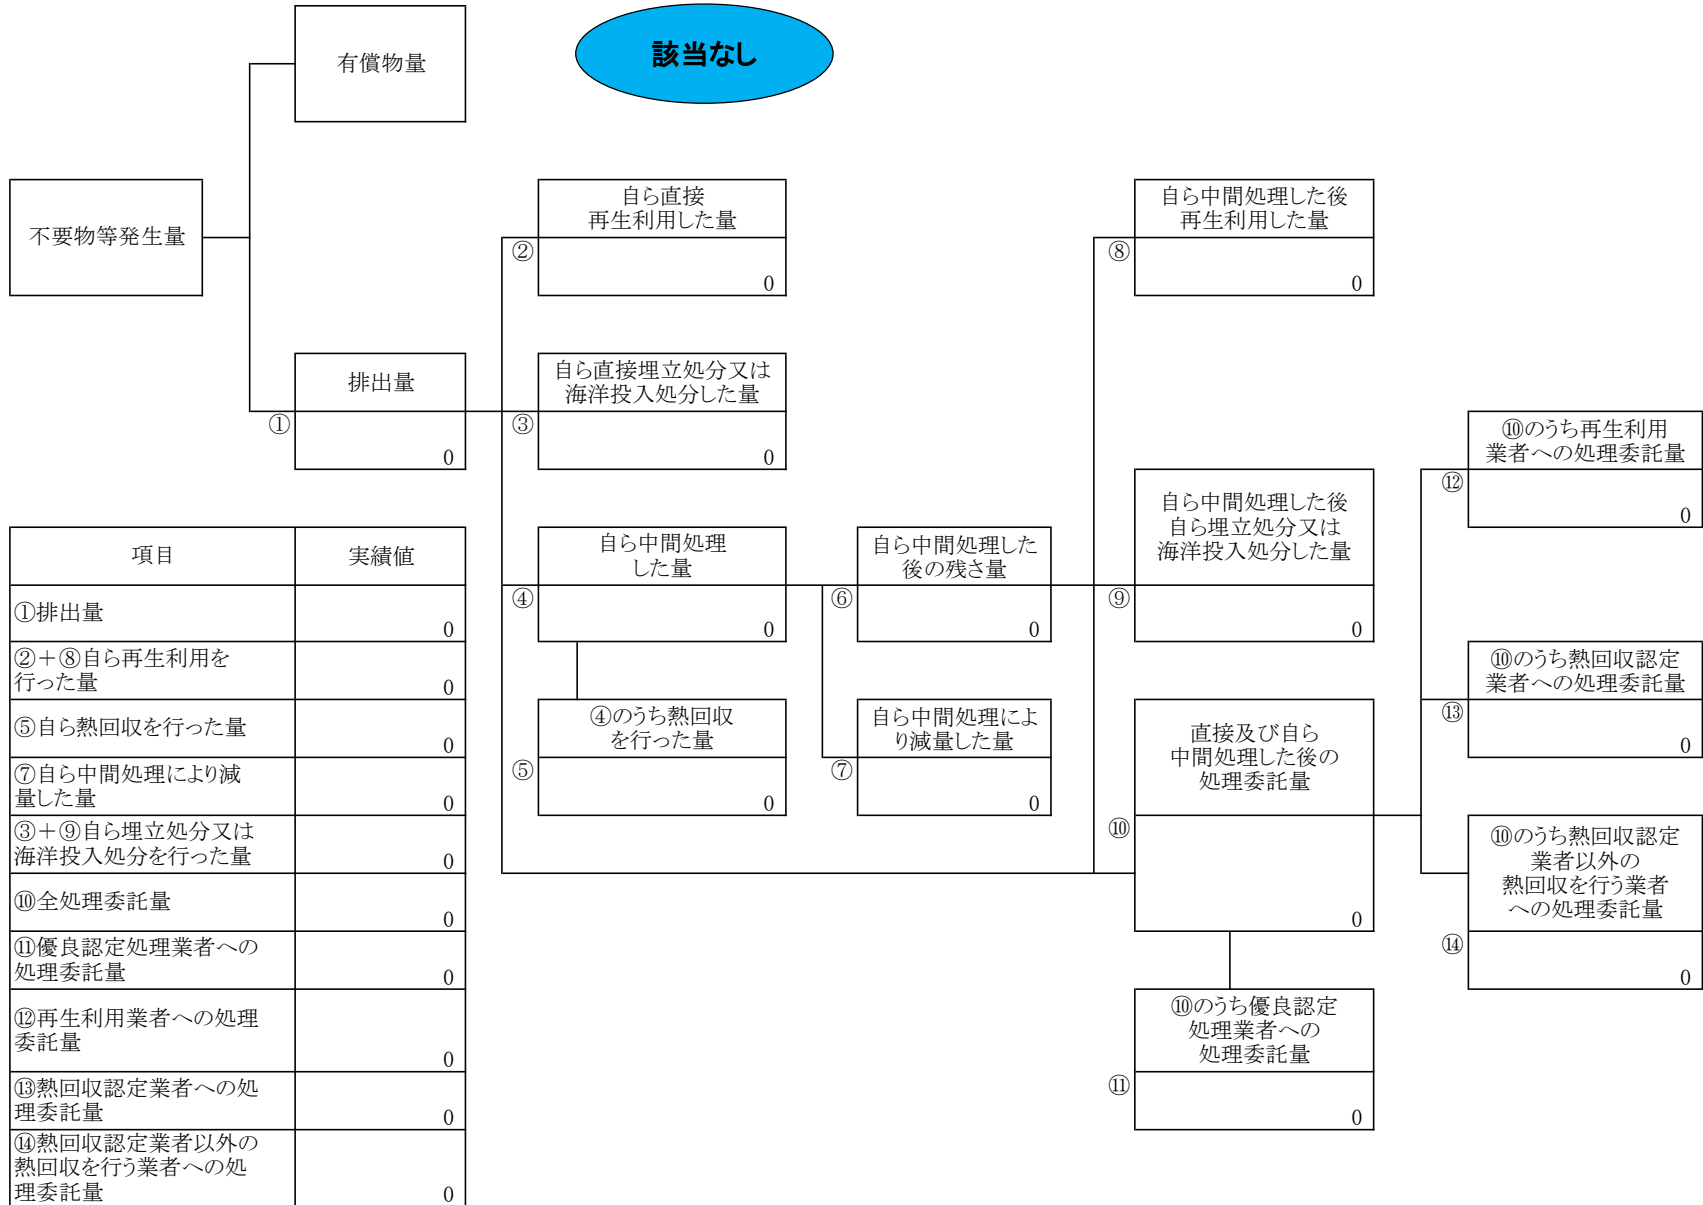 有償物量
該当なし
不要物等発生量
自ら直接
再生利用した量
②
0
自ら中間処理した後
再生利用した量
⑧
0
排出量
①
0
自ら直接埋立処分又は
海洋投入処分した量
③
0
⑩のうち再生利用
業者への処理委託量
⑫
0
自ら中間処理
した量
④
0
自ら中間処理した
後の残さ量
⑥
0
自ら中間処理した後
自ら埋立処分又は
海洋投入処分した量
⑨
0
⑩のうち熱回収認定
業者への処理委託量
⑬
0
④のうち熱回収
を行った量
⑤
0
自ら中間処理によ
り減量した量
⑦
0
直接及び自ら
中間処理した後の
処理委託量
⑩
0
⑩のうち熱回収認定
業者以外の
熱回収を行う業者
への処理委託量
⑭
0
⑩のうち優良認定
処理業者への
処理委託量
⑪
0
項目 実績値
①排出量
0
②＋⑧自ら再生利用を
行った量
0
⑤自ら熱回収を行った量
0
⑦自ら中間処理により減
量した量
0
③＋⑨自ら埋立処分又は
海洋投入処分を行った量
0
⑩全処理委託量
0
⑪優良認定処理業者への
処理委託量
0
⑫再生利用業者への処理
委託量
0
⑬熱回収認定業者への処
理委託量
0
⑭熱回収認定業者以外の
熱回収を行う業者への処
理委託量
0